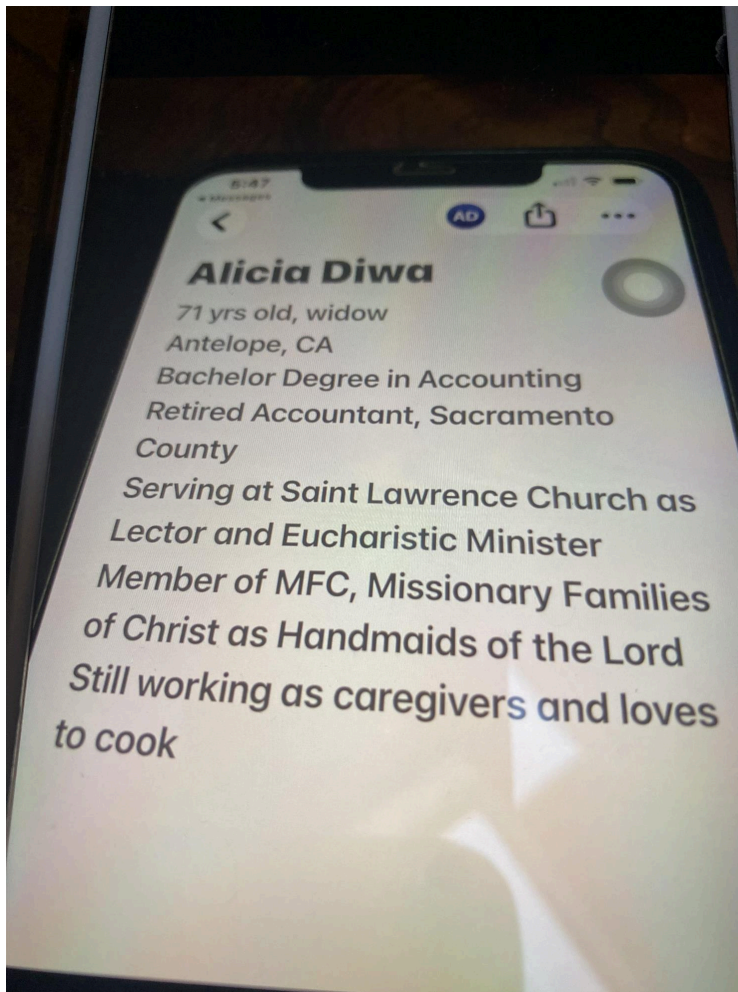 5:47
Messages
AD
Alicia Diwa
71 yrs old, widow
Antelope, CA
Bachelor Degree in Accounting
Retired Accountant, Sacramento
County
Serving at Saint Lawrence Church as
Lector and Eucharistic Minister
Member of MFC, Missionary Families
of Christ as Handmaids of the Lord
Still working as caregivers and loves
to cook